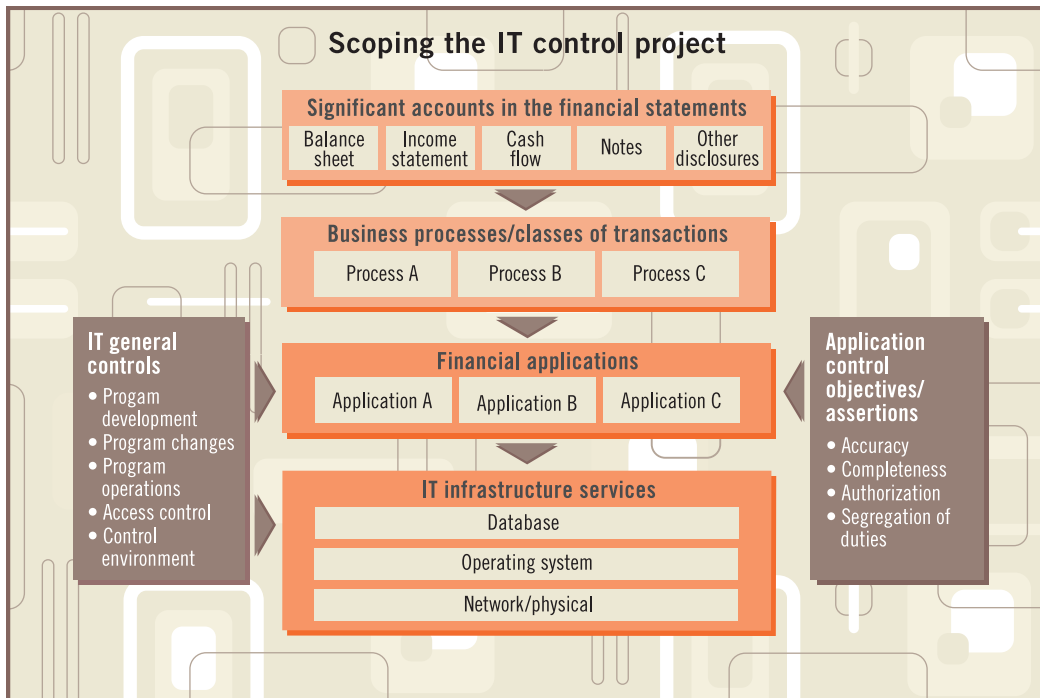 Scoping the IT control project
Significant accounts in the financial statements
Balance
sheet
Income
statement
Cash
flow
Notes
Other
disclosures
Business processes/classes of transactions
Process A
Process B
Process C
IT general
controls
• Progam
development
• Program changes
• Program
operations
• Access control
• Control
environment
Financial applications
Application A
Application B
Application C
Application
control
objectives/
assertions
• Accuracy
• Completeness
• Authorization
• Segregation of
duties
IT infrastructure services
Database
Operating system
Network/physical